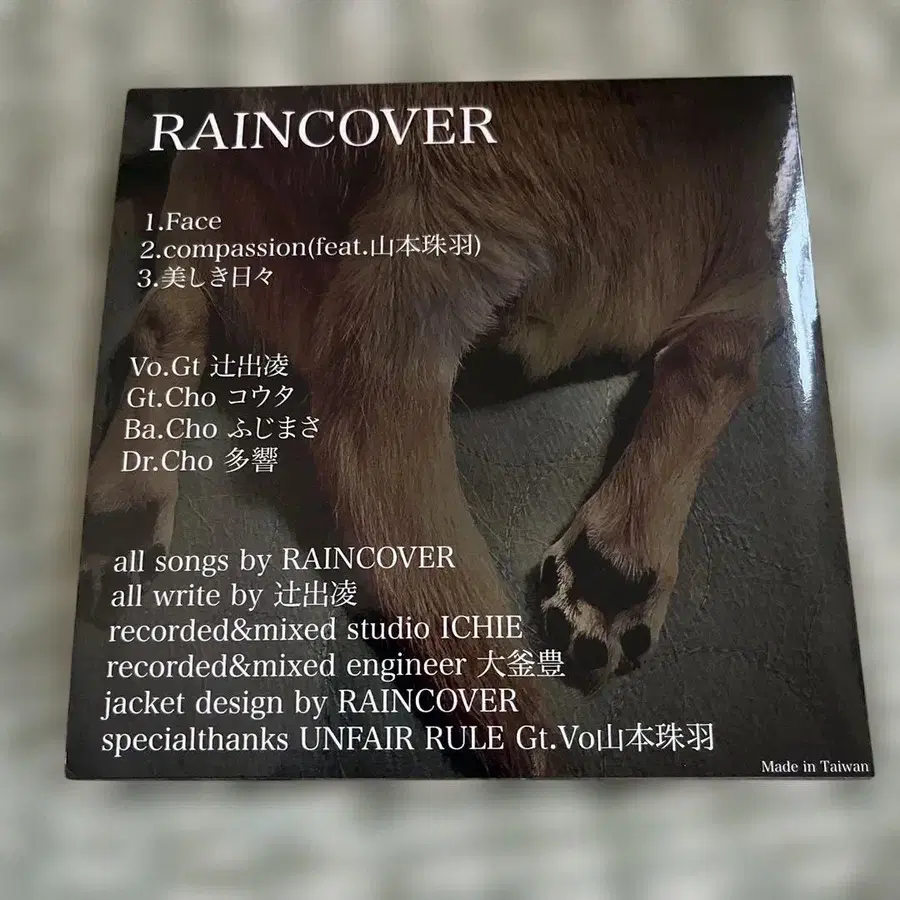 RAINCOVER
1.Face
2.compassion(feat.山本珠羽)
3.美しき日々
Vo.Gt 辻出凌
Gt.Cho コウタ
Ba.Cho ふじまさ
Dr.Cho 多響
all songs by RAINCOVER
all write by 辻出凌
recorded&mixed studio ICHIE
recorded&mixed engineer 大釜豊
jacket design by RAINCOVER
specialthanks UNFAIR RULE Gt.Vo山本珠羽
Made in Taiwan